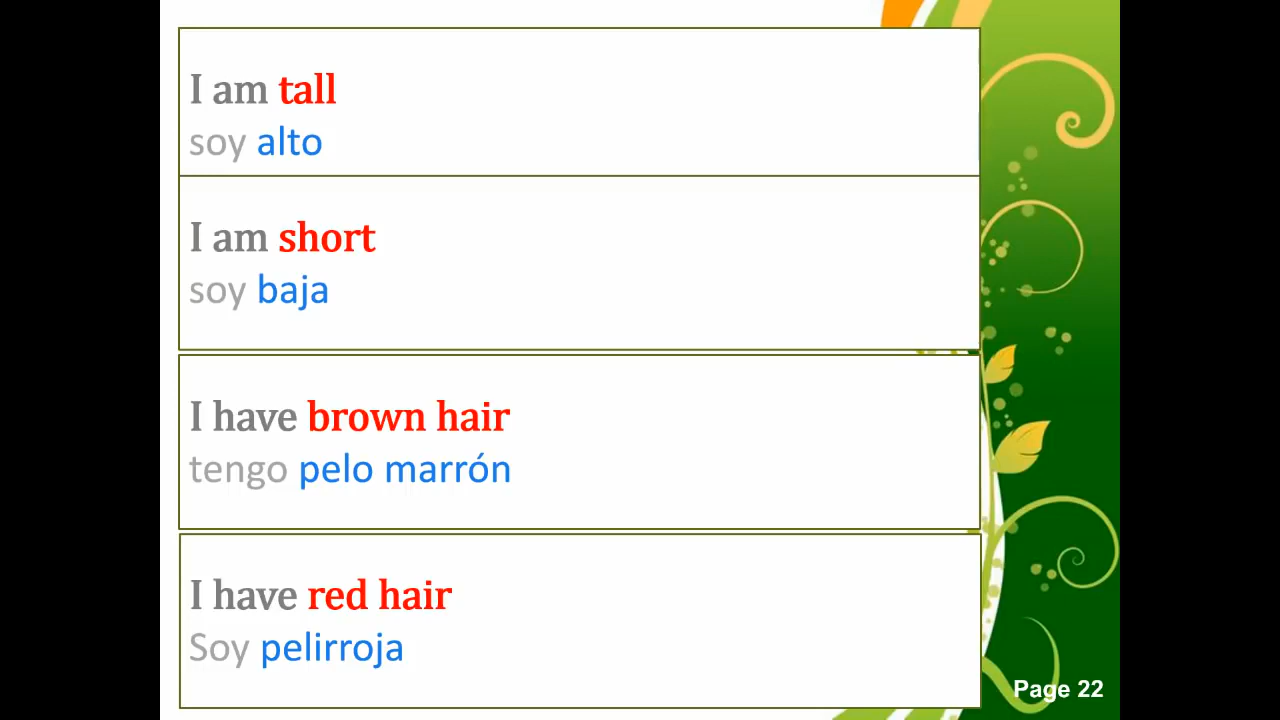 I am tall
soy alto
I am short
soy baja
I have brown hair
tengo pelo marrón
I have red hair
Soy pelirroja
Page 22